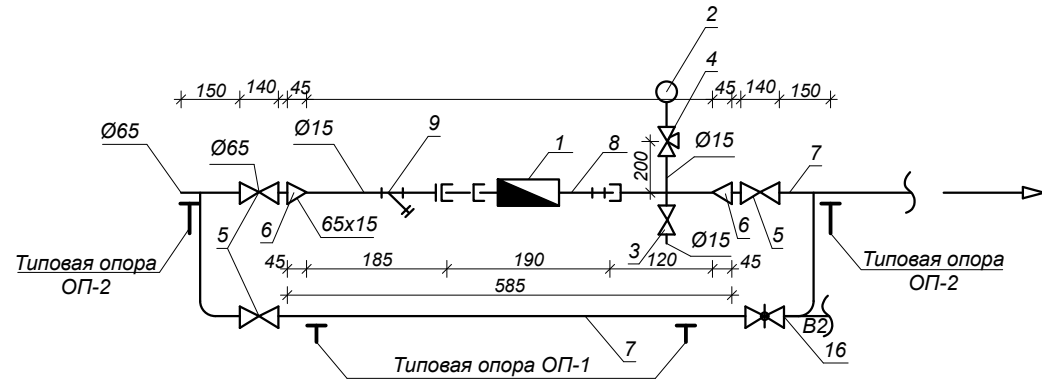 2
4
150 140 45 45 140 150
Ø65
Ø65
Ø15
9
1
8
200
Ø15
7
5
6
65x15
3
Ø15
6
5
Типовая опора
ОП-2
Типовая опора
ОП-2
45 185 190 120 45
585
В2
7
16
Типовая опора ОП-1